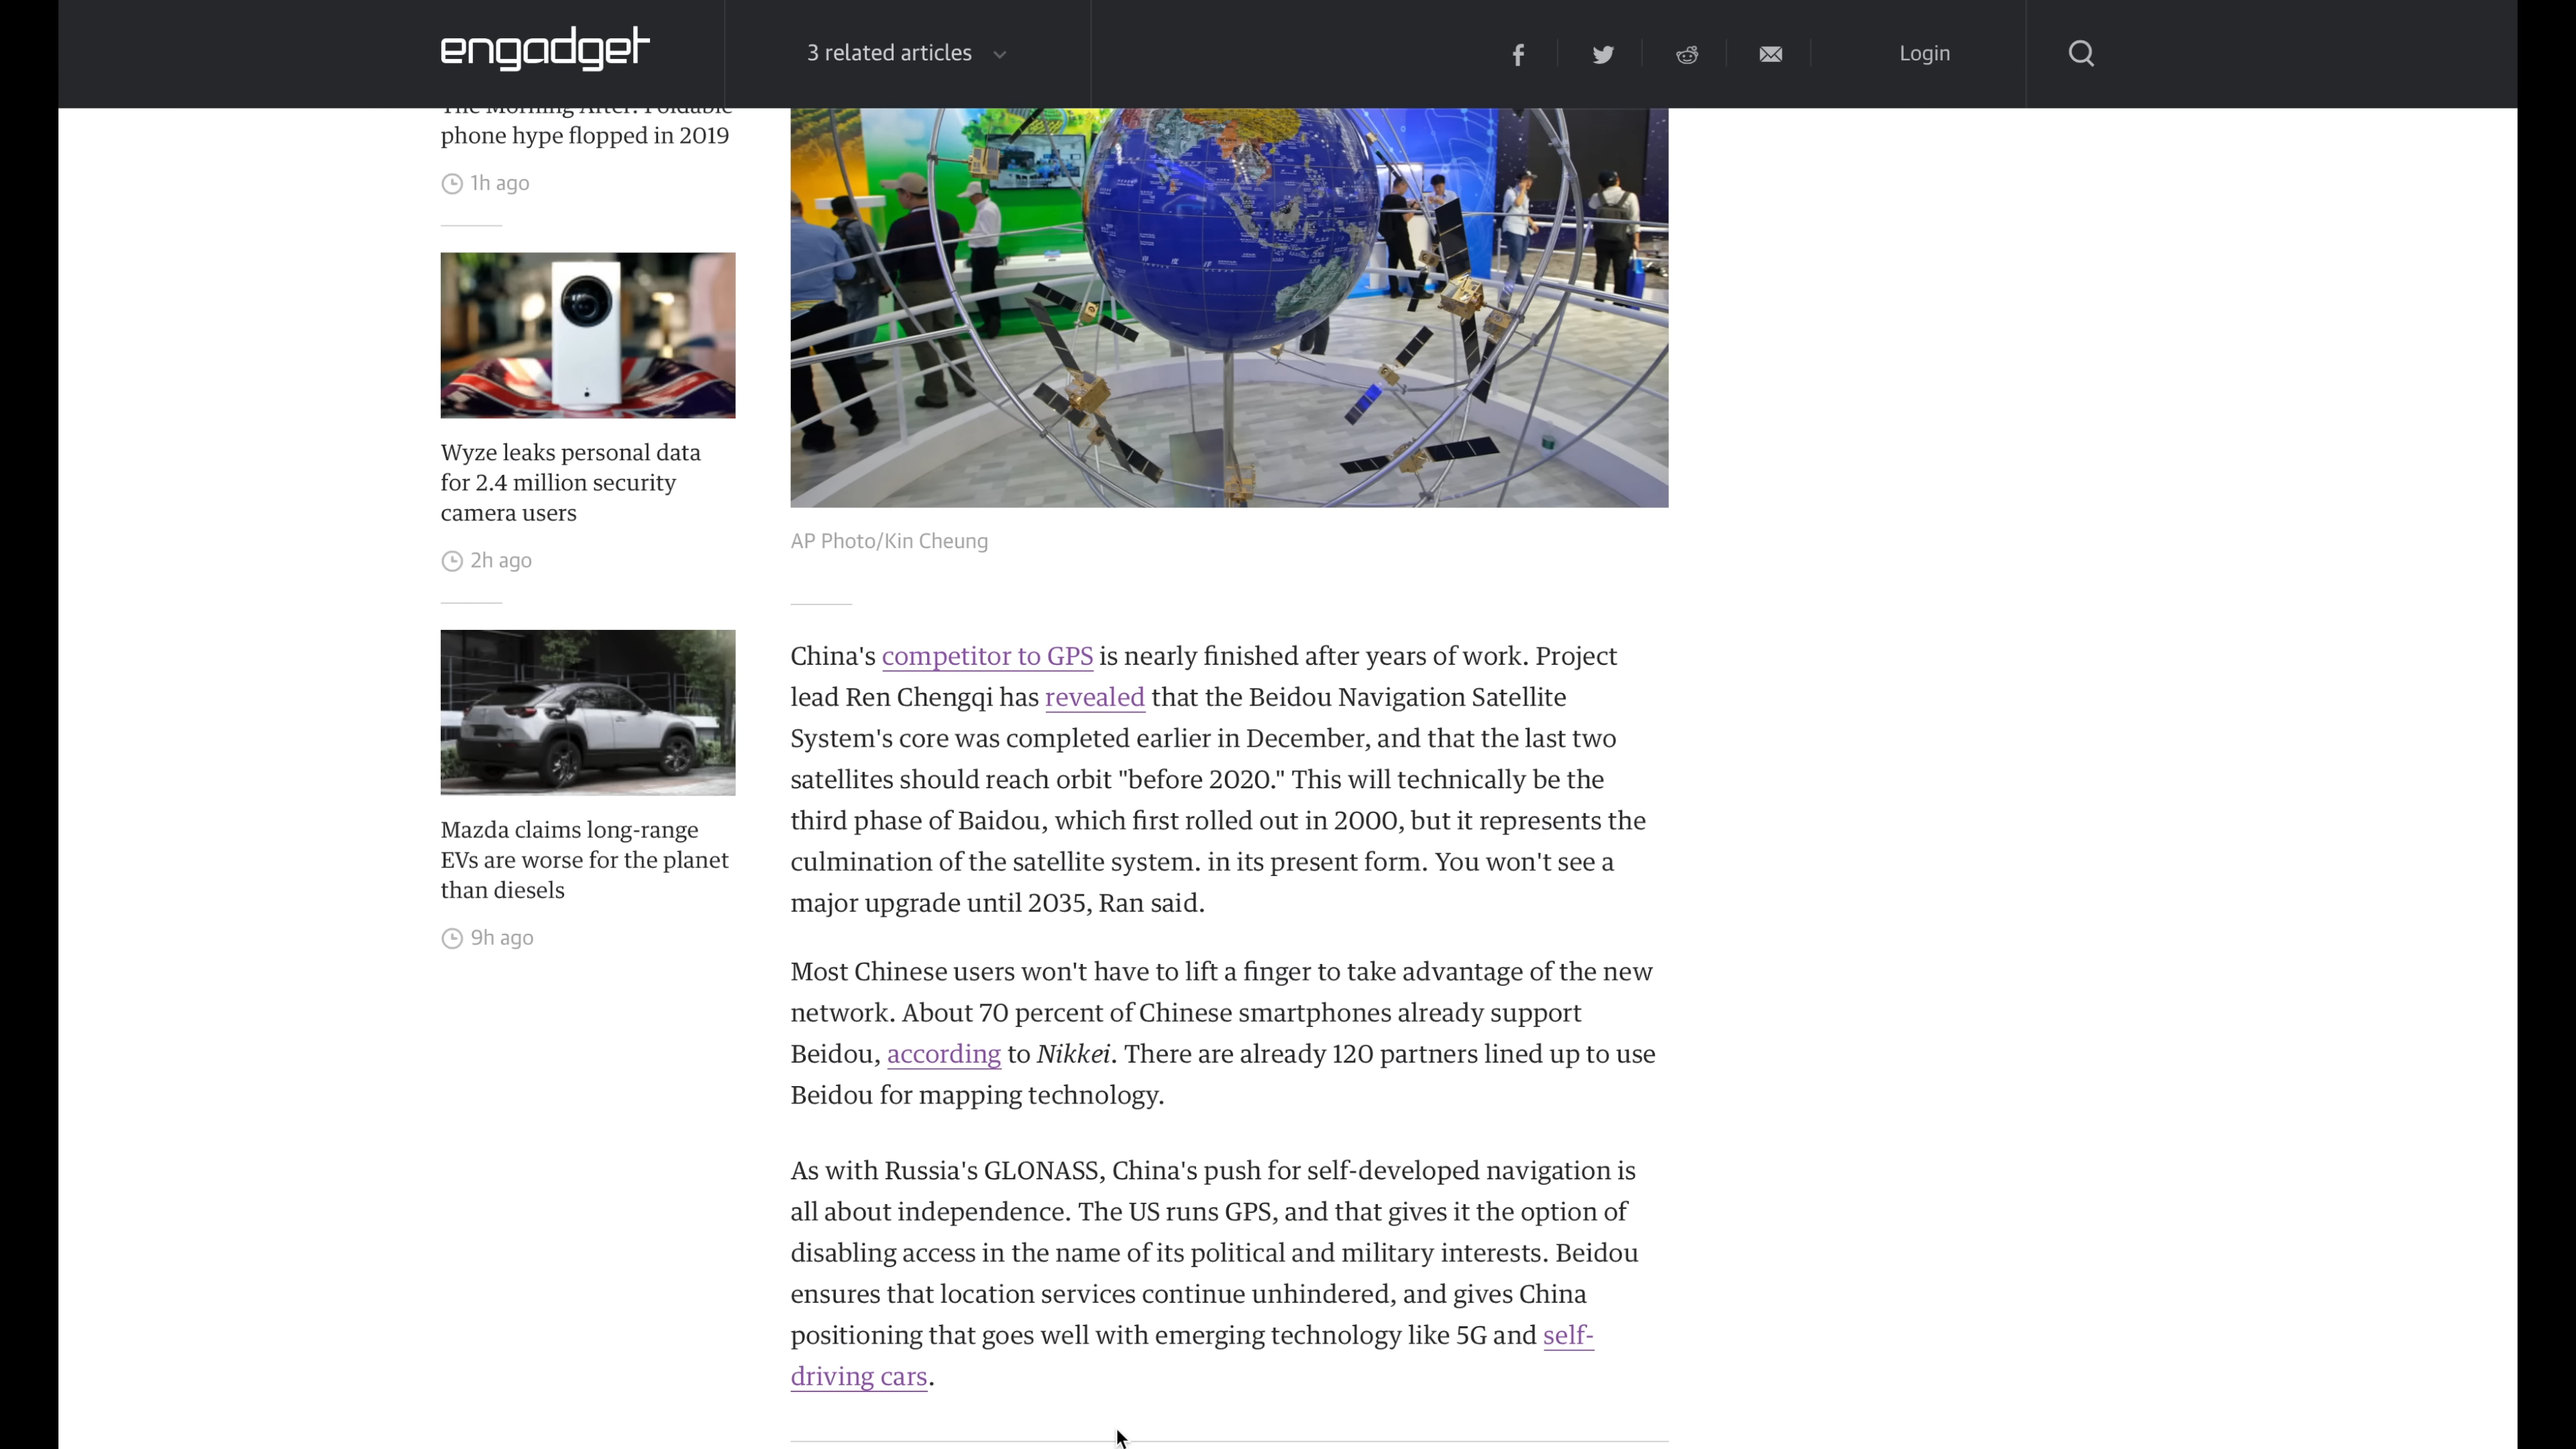 engadget
3 related articles
Login
The Morning After: Foldable
phone hype flopped in 2019
1h ago
Wyze leaks personal data
for 2.4 million security
camera users
2h ago
Mazda claims long-range
EVs are worse for the planet
than diesels
9h ago
AP Photo/Kin Cheung
China's competitor to GPS is nearly finished after years of work. Project
lead Ren Chengqi has revealed that the Beidou Navigation Satellite
System's core was completed earlier in December, and that the last two
satellites should reach orbit "before 2020." This will technically be the
third phase of Baidou, which first rolled out in 2000, but it represents the
culmination of the satellite system. in its present form. You won't see a
major upgrade until 2035, Ran said.
Most Chinese users won't have to lift a finger to take advantage of the new
network. About 70 percent of Chinese smartphones already support
Beidou, according to Nikkei. There are already 120 partners lined up to use
Beidou for mapping technology.
As with Russia's GLONASS, China's push for self-developed navigation is
all about independence. The US runs GPS, and that gives it the option of
disabling access in the name of its political and military interests. Beidou
ensures that location services continue unhindered, and gives China
positioning that goes well with emerging technology like 5G and self-
driving cars.